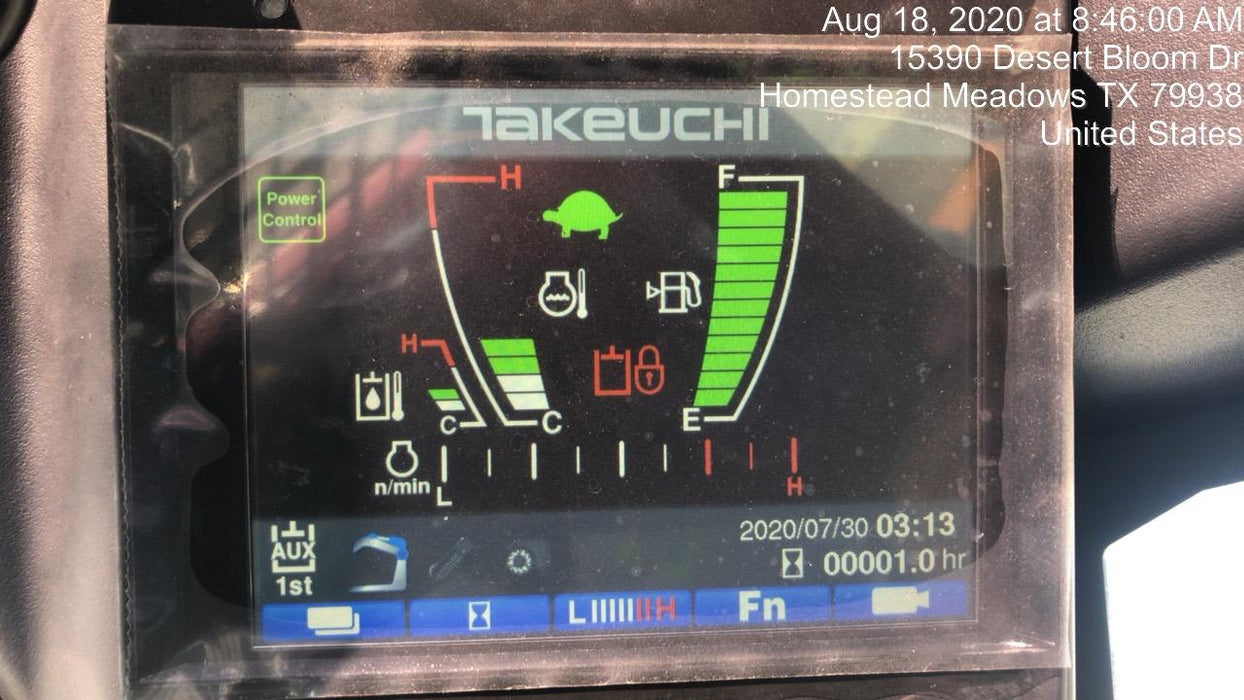 Aug 18, 2020 at 8:46:00 AM
15390 Desert Bloom Dr
Homestead Meadows TX 79938
United States
TAKEUCHI
Power
Control
H
F
H
C
C
E
n/min
L
H
AUX
1st
2020/07/30 03:13
00001.0 hr
L H
Fn